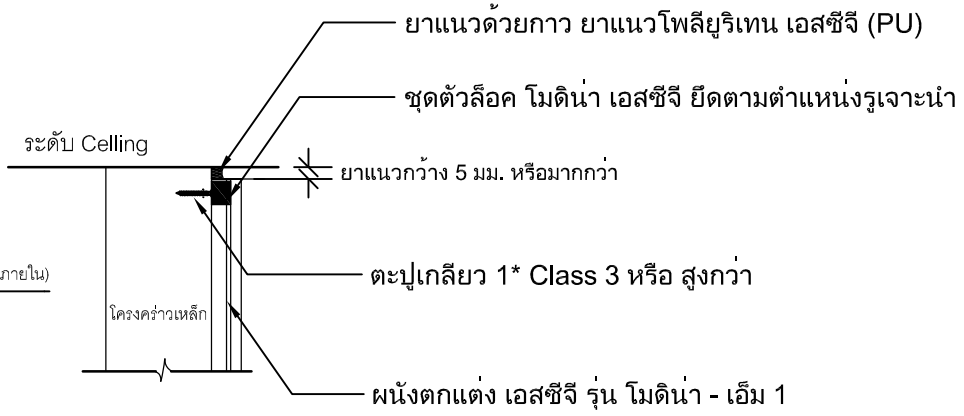 ยาแนวด้วยกาว ยาแนวโพลียูริเทน เอสซีจี (PU)
ชุดตัวล็อค โมดิน่า เอสซีจี ยึดตามตำแหน่งรูเจาะนำ
ระดับ Celling
ยาแนวกว้าง 5 มม. หรือมากกว่า
ภายใน)
ตะปูเกลียว 1* Class 3 หรือ สูงกว่า
โครงคร่าวเหล็ก
ผนังตกแต่ง เอสซีจี รุ่น โมดิน่า - เอ็ม 1